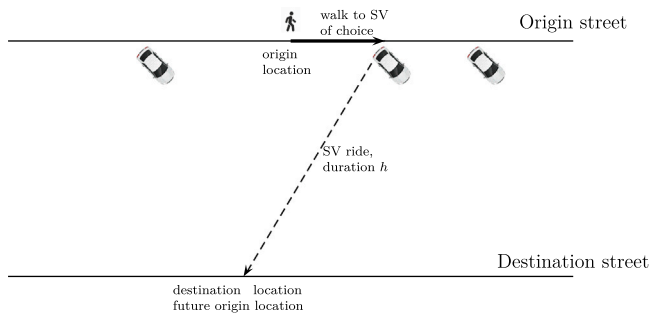 walk to SV
of choice
Origin street
origin
location
SV ride,
duration h
Destination street
destination location
future origin location